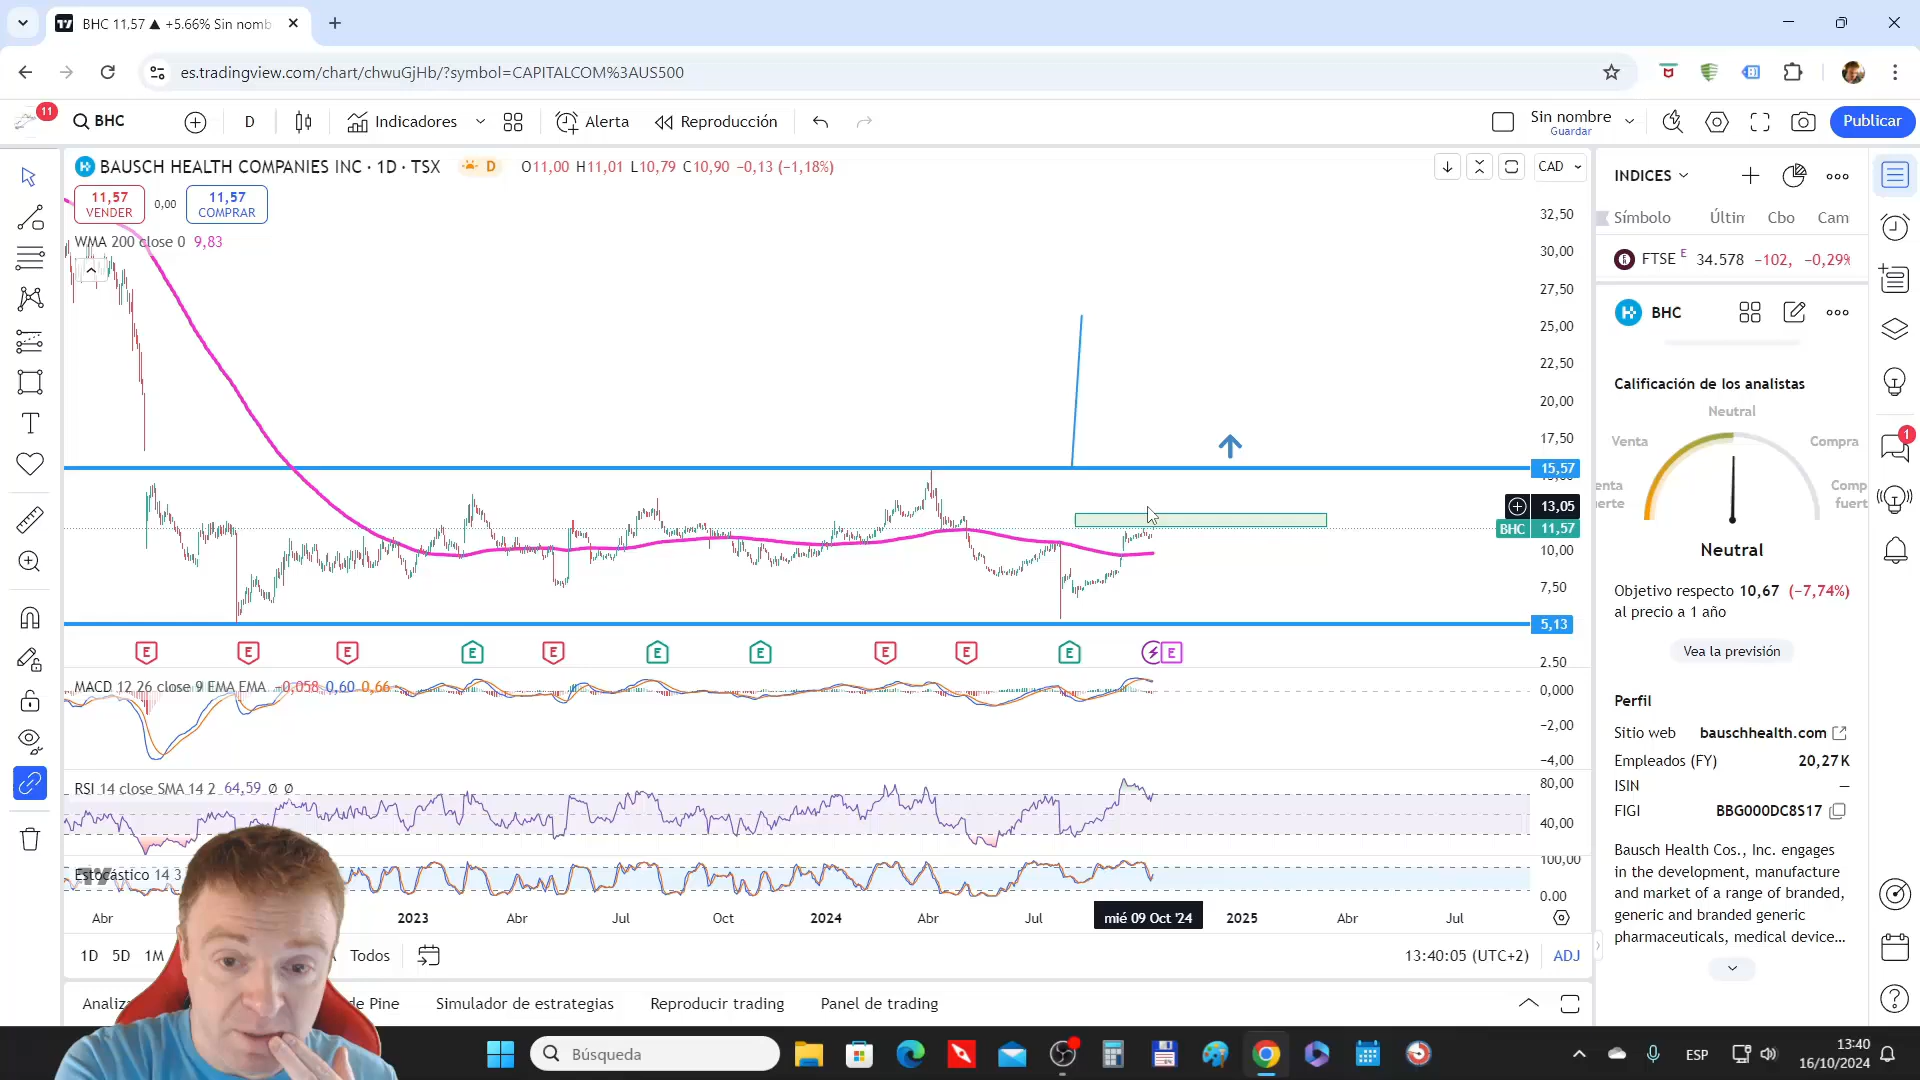 BHC 11,57 ▲ +5.66% Sin nomb
es.tradingview.com/chart/chwuGjHb/?symbol=CAPITALCOM%3AUS500
11
BHC
D
Indicadores
Alerta
Reproducción
Sin nombre
Guardar
Publicar
BAUSCH HEALTH COMPANIES INC · 1D · TSX
D
O11,00 H11,01 L10,79 C10,90 −0,13 (−1,18%)
CAD
11,57
VENDER
0,00
11,57
COMPRAR
WMA 200 close 0 9,83
32,50
30,00
27,50
25,00
22,50
20,00
17,50
15,57
13,05
BHC 11,57
10,00
7,50
5,13
2,50
E E E E E E E E E E E
MACD 12 26 close 9 EMA EMA −0,058 0,60 0,66
0,000
−2,00
−4,00
RSI 14 close SMA 14 2 64,59 ∅ ∅
80,00
40,00
Estocástico 14 3
100,00
0.00
Abr 2023 Abr Jul Oct 2024 Abr Jul mié 09 Oct '24 2025 Abr Jul
1D 5D 1M Todos
13:40:05 (UTC+2) ADJ
de Pine Simulador de estrategias Reproducir trading Panel de trading
INDICES
Símbolo Cbo Cam
FTSE E 34.578 −102, −0,29%
BHC
Calificación de los analistas
Neutral
Venta
Compra
Neutral
Objetivo respecto 10,67 (−7,74%)
al precio a 1 año
Vea la previsión
Perfil
Sitio web bauschhealth.com
Empleados (FY) 20,27K
ISIN —
FIGI BBG000DC8S17
Bausch Health Cos., Inc. engages
in the development, manufacture
and market of a range of branded,
generic and branded generic
pharmaceuticals, medical device...
1
Búsqueda
ESP
13:40
16/10/2024